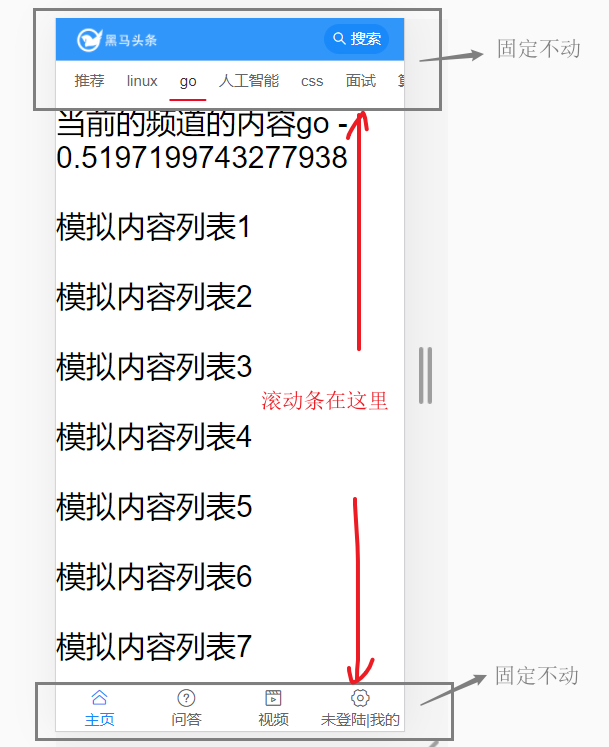 黑马头条
搜索
固定不动
推荐 linux go 人工智能 css 面试
当前的频道的内容go -
0.5197199743277938
模拟内容列表1
模拟内容列表2
模拟内容列表3
滚动条在这里
模拟内容列表4
模拟内容列表5
模拟内容列表6
模拟内容列表7
固定不动
主页 问答 视频 未登陆|我的